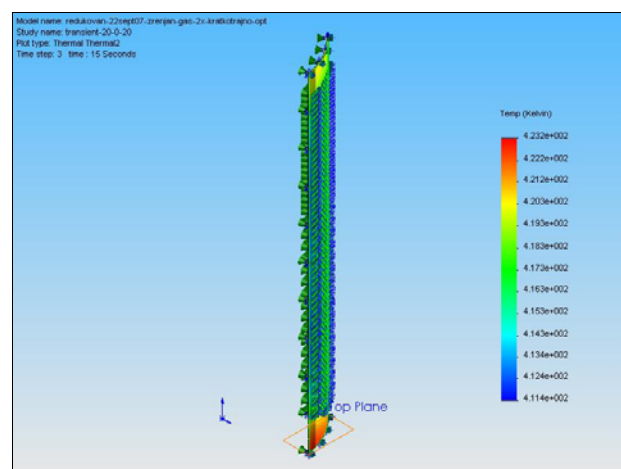 Model name: redukovan-22sept07-zrenjan-gas-2x-kratkotrajno-opt
Study name: transient-20-0-20
Plot type: Thermal Thermal2
Time step: 3 time : 15 Seconds
Temp (Kelvin)
4.232e+002
4.222e+002
4.212e+002
4.203e+002
4.193e+002
4.183e+002
4.173e+002
4.163e+002
4.153e+002
4.143e+002
4.134e+002
4.124e+002
4.114e+002
op Plane